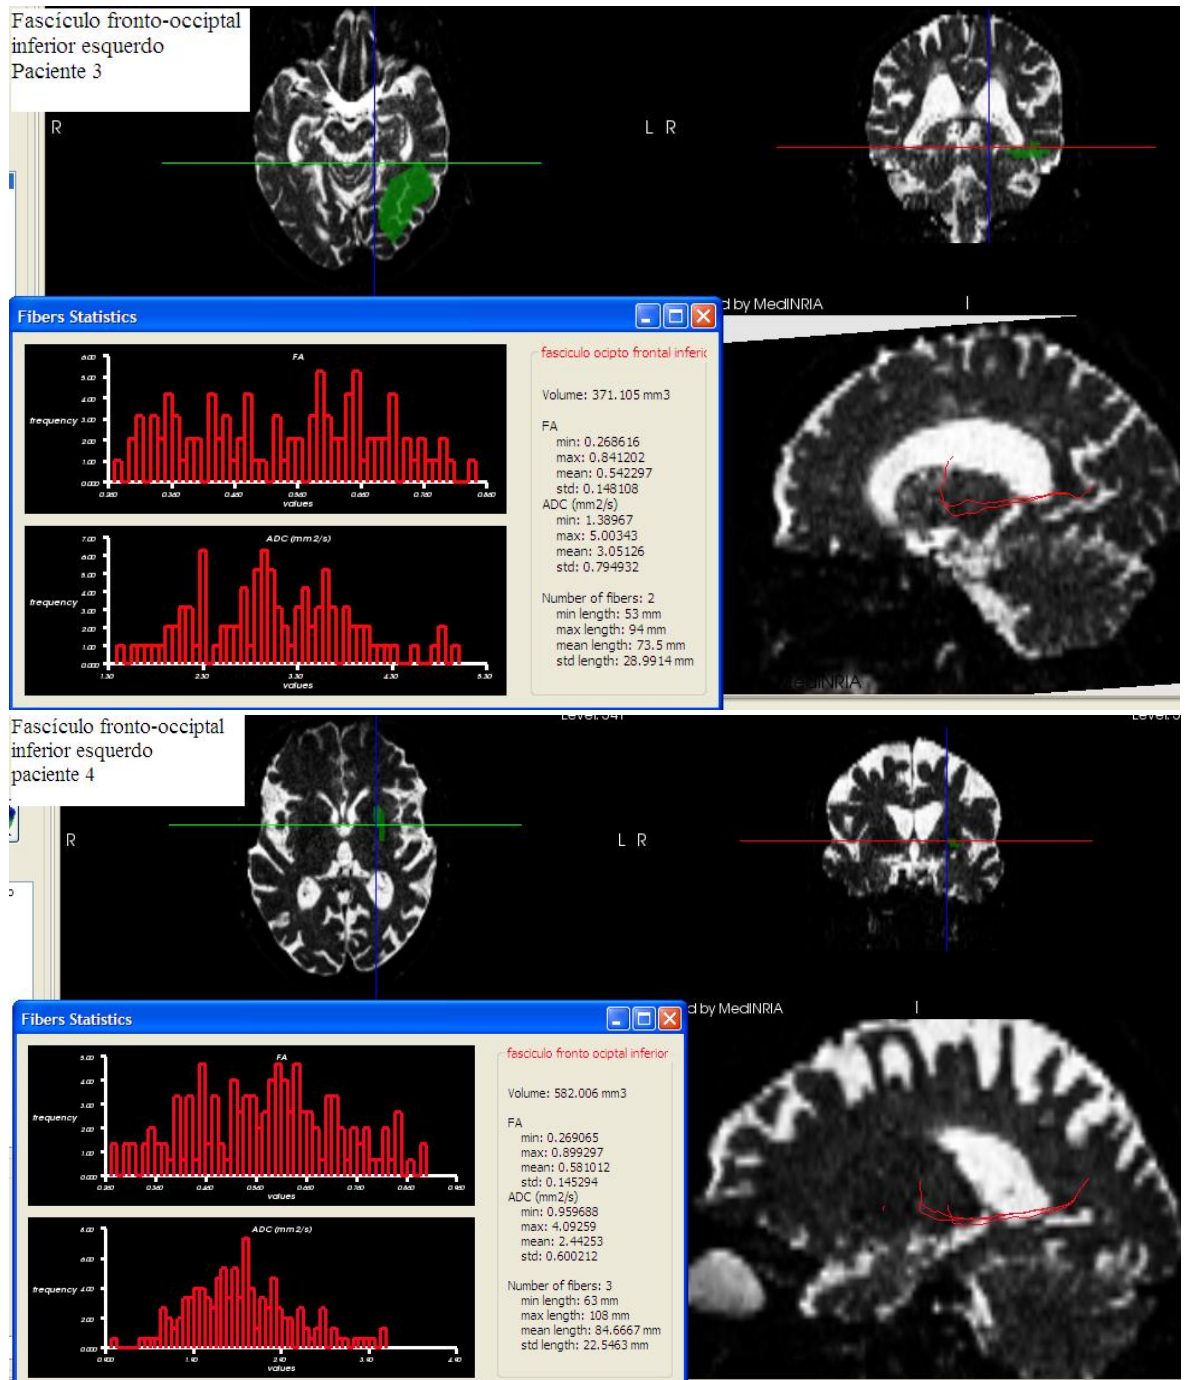 Fascículo fronto-occiptal
inferior esquerdo
Paciente 3
R
L R
d by MedINRIA
I
Fibers Statistics
FA
frequency
values
ADC (mm2/s)
frequency
values
fasciculo ocipto frontal inferio
Volume: 371.105 mm3
FA
min: 0.268616
max: 0.841202
mean: 0.542297
std: 0.148108
ADC (mm2/s)
min: 1.38967
max: 5.00343
mean: 3.05126
std: 0.794932
Number of fibers: 2
min length: 53 mm
max length: 94 mm
mean length: 73.5 mm
std length: 28.9914 mm
MedINRIA
Fascículo fronto-occiptal
inferior esquerdo
paciente 4
R
L R
d by MedINRIA
I
Fibers Statistics
FA
frequency
values
ADC (mm2/s)
frequency
values
fasciculo fronto ociptal inferior
Volume: 582.006 mm3
FA
min: 0.269065
max: 0.899297
mean: 0.581012
std: 0.145294
ADC (mm2/s)
min: 0.959688
max: 4.09259
mean: 2.44253
std: 0.600212
Number of fibers: 3
min length: 63 mm
max length: 108 mm
mean length: 84.6667 mm
std length: 22.5463 mm